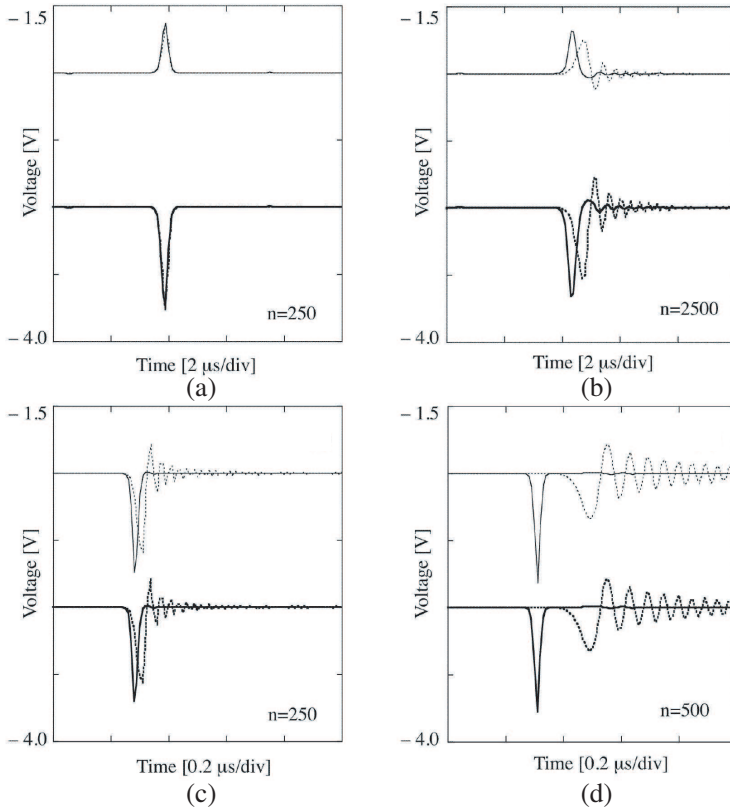 − 1.5
Voltage [V]
n=250
− 4.0
Time [2 μs/div]
(a)
− 1.5
Voltage [V]
n=2500
− 4.0
Time [2 μs/div]
(b)
− 1.5
Voltage [V]
n=250
− 4.0
Time [0.2 μs/div]
(c)
− 1.5
Voltage [V]
n=500
− 4.0
Time [0.2 μs/div]
(d)